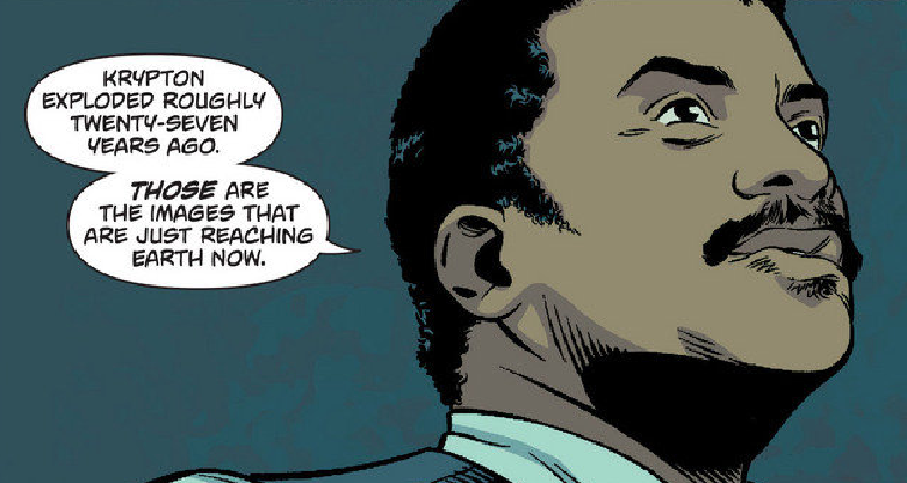 KRYPTON
EXPLODED ROUGHLY
TWENTY-SEVEN
YEARS AGO.
THOSE ARE
THE IMAGES THAT
ARE JUST REACHING
EARTH NOW.